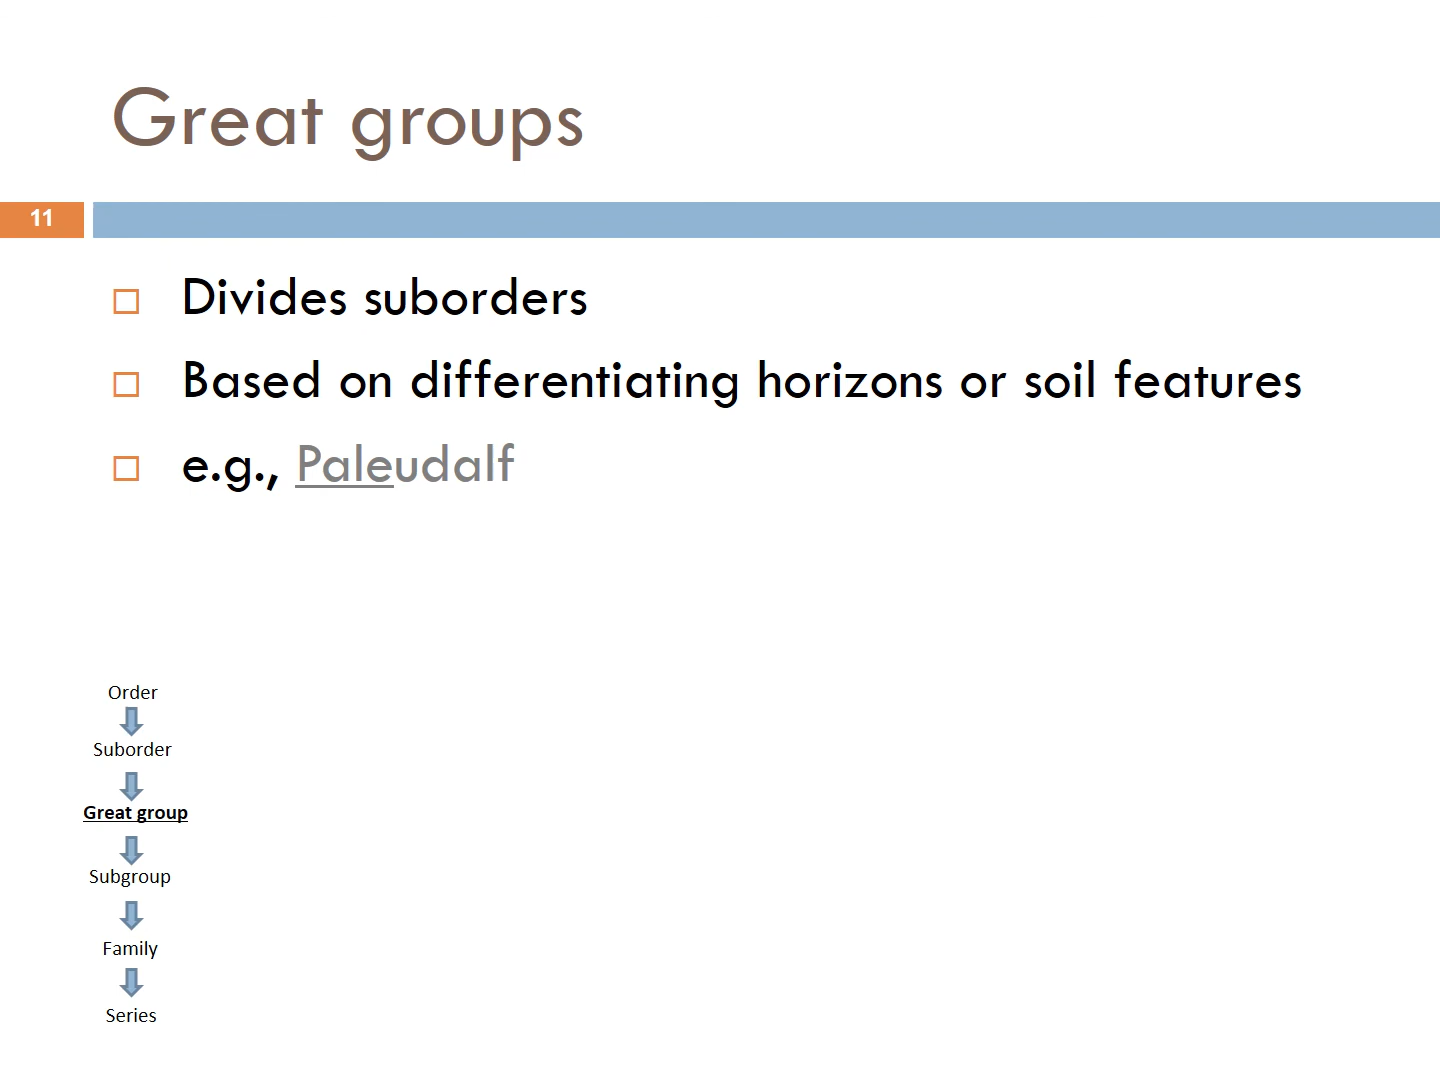 Great groups
11
Divides suborders
Based on differentiating horizons or soil features
e.g., Paleudalf
Order
Suborder
Great group
Subgroup
Family
Series